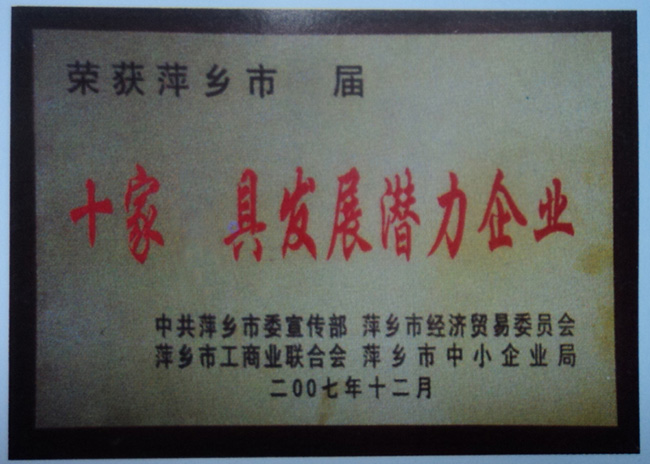 荣获萍乡市 届
十家 具发展潜力企业
中共萍乡市委宣传部 萍乡市经济贸易委员会
萍乡市工商业联合会 萍乡市中小企业局
二00七年十二月